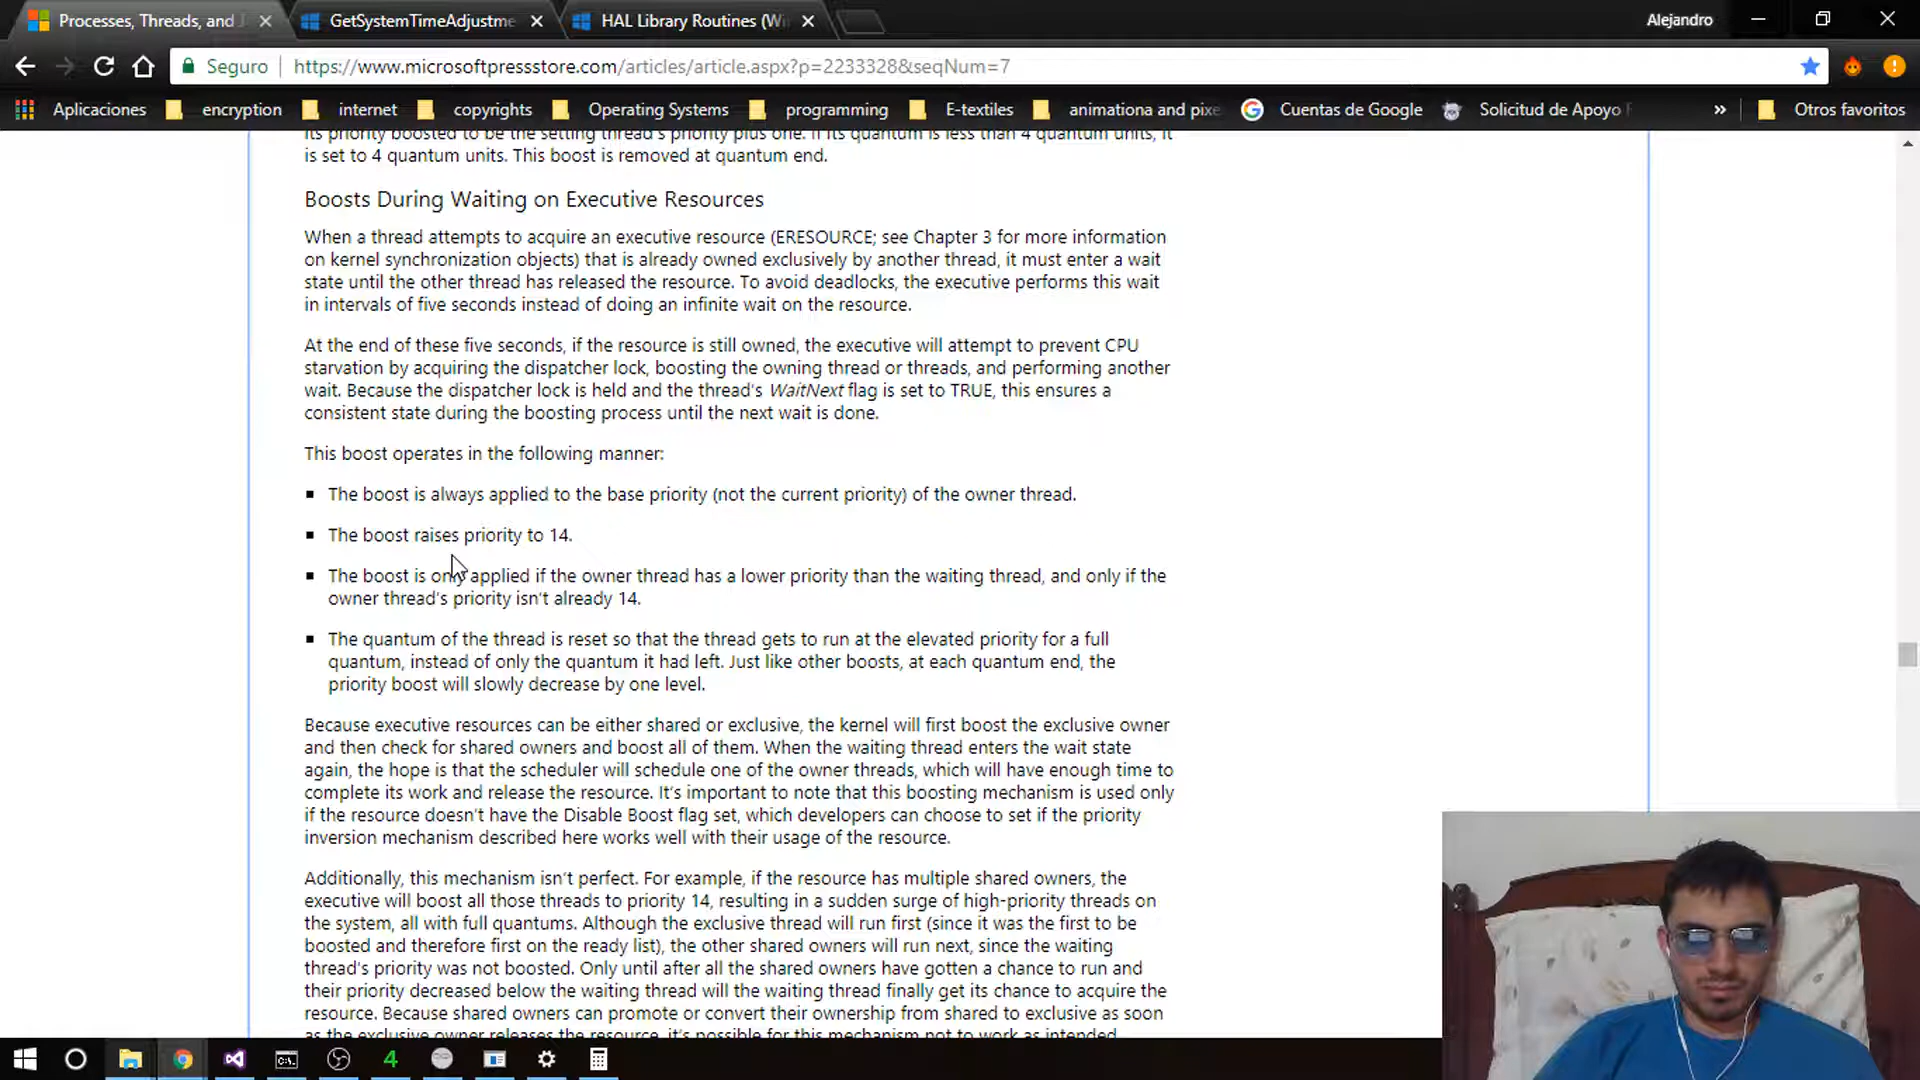 Processes, Threads, and J
GetSystemTimeAdjustme
HAL Library Routines (Wi
Alejandro
Seguro
https://www.microsoftpressstore.com/articles/article.aspx?p=2233328&seqNum=7
Aplicaciones
encryption
internet
copyrights
Operating Systems
programming
E-textiles
animationa and pixe
Cuentas de Google
Solicitud de Apoyo
»
Otros favoritos
its priority boosted to be the setting thread's priority plus one. If its quantum is less than 4 quantum units, it
is set to 4 quantum units. This boost is removed at quantum end.
Boosts During Waiting on Executive Resources
When a thread attempts to acquire an executive resource (ERESOURCE; see Chapter 3 for more information
on kernel synchronization objects) that is already owned exclusively by another thread, it must enter a wait
state until the other thread has released the resource. To avoid deadlocks, the executive performs this wait
in intervals of five seconds instead of doing an infinite wait on the resource.
At the end of these five seconds, if the resource is still owned, the executive will attempt to prevent CPU
starvation by acquiring the dispatcher lock, boosting the owning thread or threads, and performing another
wait. Because the dispatcher lock is held and the thread's WaitNext flag is set to TRUE, this ensures a
consistent state during the boosting process until the next wait is done.
This boost operates in the following manner:
▪ The boost is always applied to the base priority (not the current priority) of the owner thread.
▪ The boost raises priority to 14.
▪ The boost is only applied if the owner thread has a lower priority than the waiting thread, and only if the
owner thread's priority isn't already 14.
▪ The quantum of the thread is reset so that the thread gets to run at the elevated priority for a full
quantum, instead of only the quantum it had left. Just like other boosts, at each quantum end, the
priority boost will slowly decrease by one level.
Because executive resources can be either shared or exclusive, the kernel will first boost the exclusive owner
and then check for shared owners and boost all of them. When the waiting thread enters the wait state
again, the hope is that the scheduler will schedule one of the owner threads, which will have enough time to
complete its work and release the resource. It's important to note that this boosting mechanism is used only
if the resource doesn't have the Disable Boost flag set, which developers can choose to set if the priority
inversion mechanism described here works well with their usage of the resource.
Additionally, this mechanism isn't perfect. For example, if the resource has multiple shared owners, the
executive will boost all those threads to priority 14, resulting in a sudden surge of high-priority threads on
the system, all with full quantums. Although the exclusive thread will run first (since it was the first to be
boosted and therefore first on the ready list), the other shared owners will run next, since the waiting
thread's priority was not boosted. Only until after all the shared owners have gotten a chance to run and
their priority decreased below the waiting thread will the waiting thread finally get its chance to acquire the
resource. Because shared owners can promote or convert their ownership from shared to exclusive as soon
as the exclusive owner releases the resource, it's possible for this mechanism not to work as intended.
4